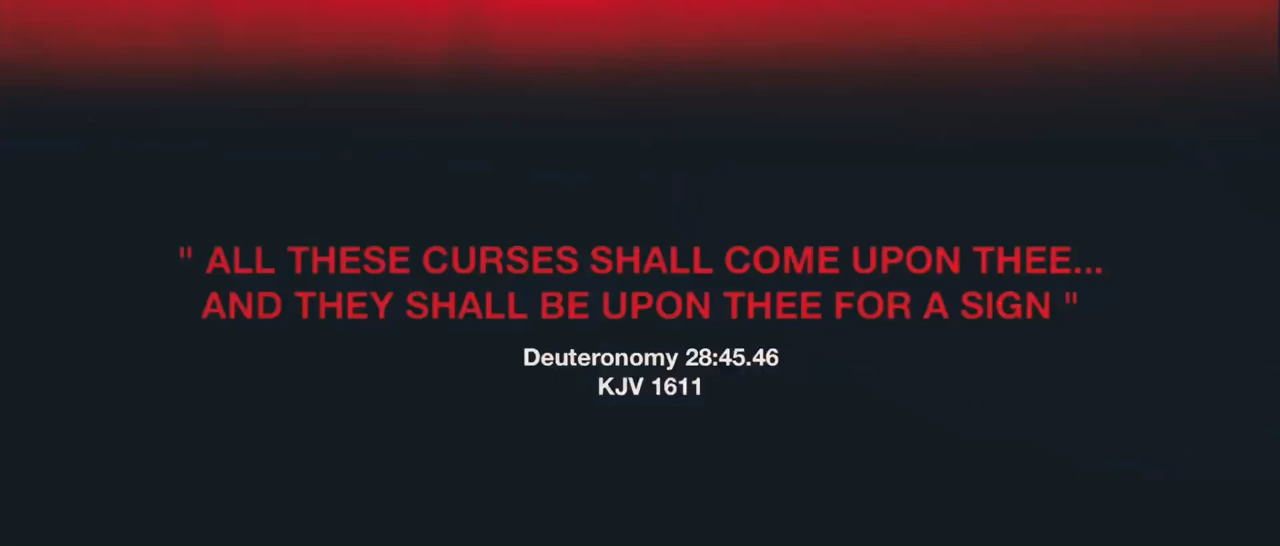 " ALL THESE CURSES SHALL COME UPON THEE...
AND THEY SHALL BE UPON THEE FOR A SIGN "
Deuteronomy 28:45.46
KJV 1611